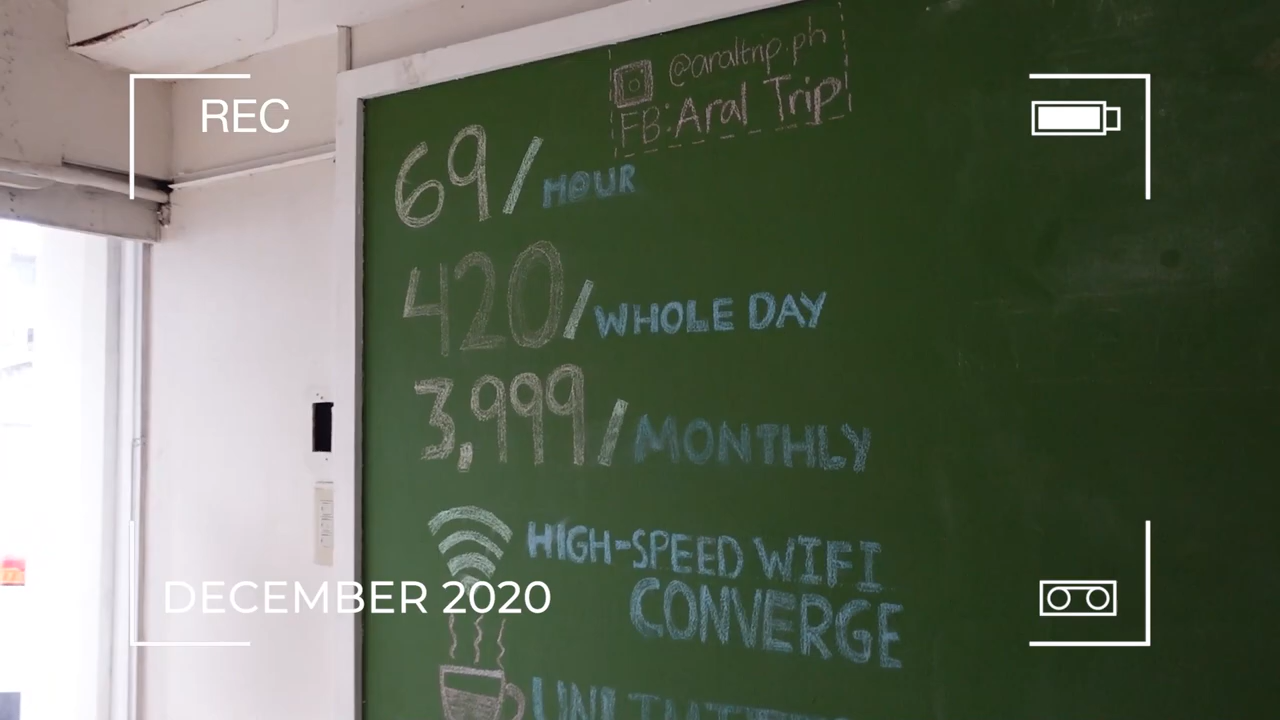 REC
@araltrip.ph
FB: Aral Trip
69/HOUR
420/WHOLE DAY
3,999/MONTHLY
HIGH-SPEED WIFI
CONVERGE
DECEMBER 2020